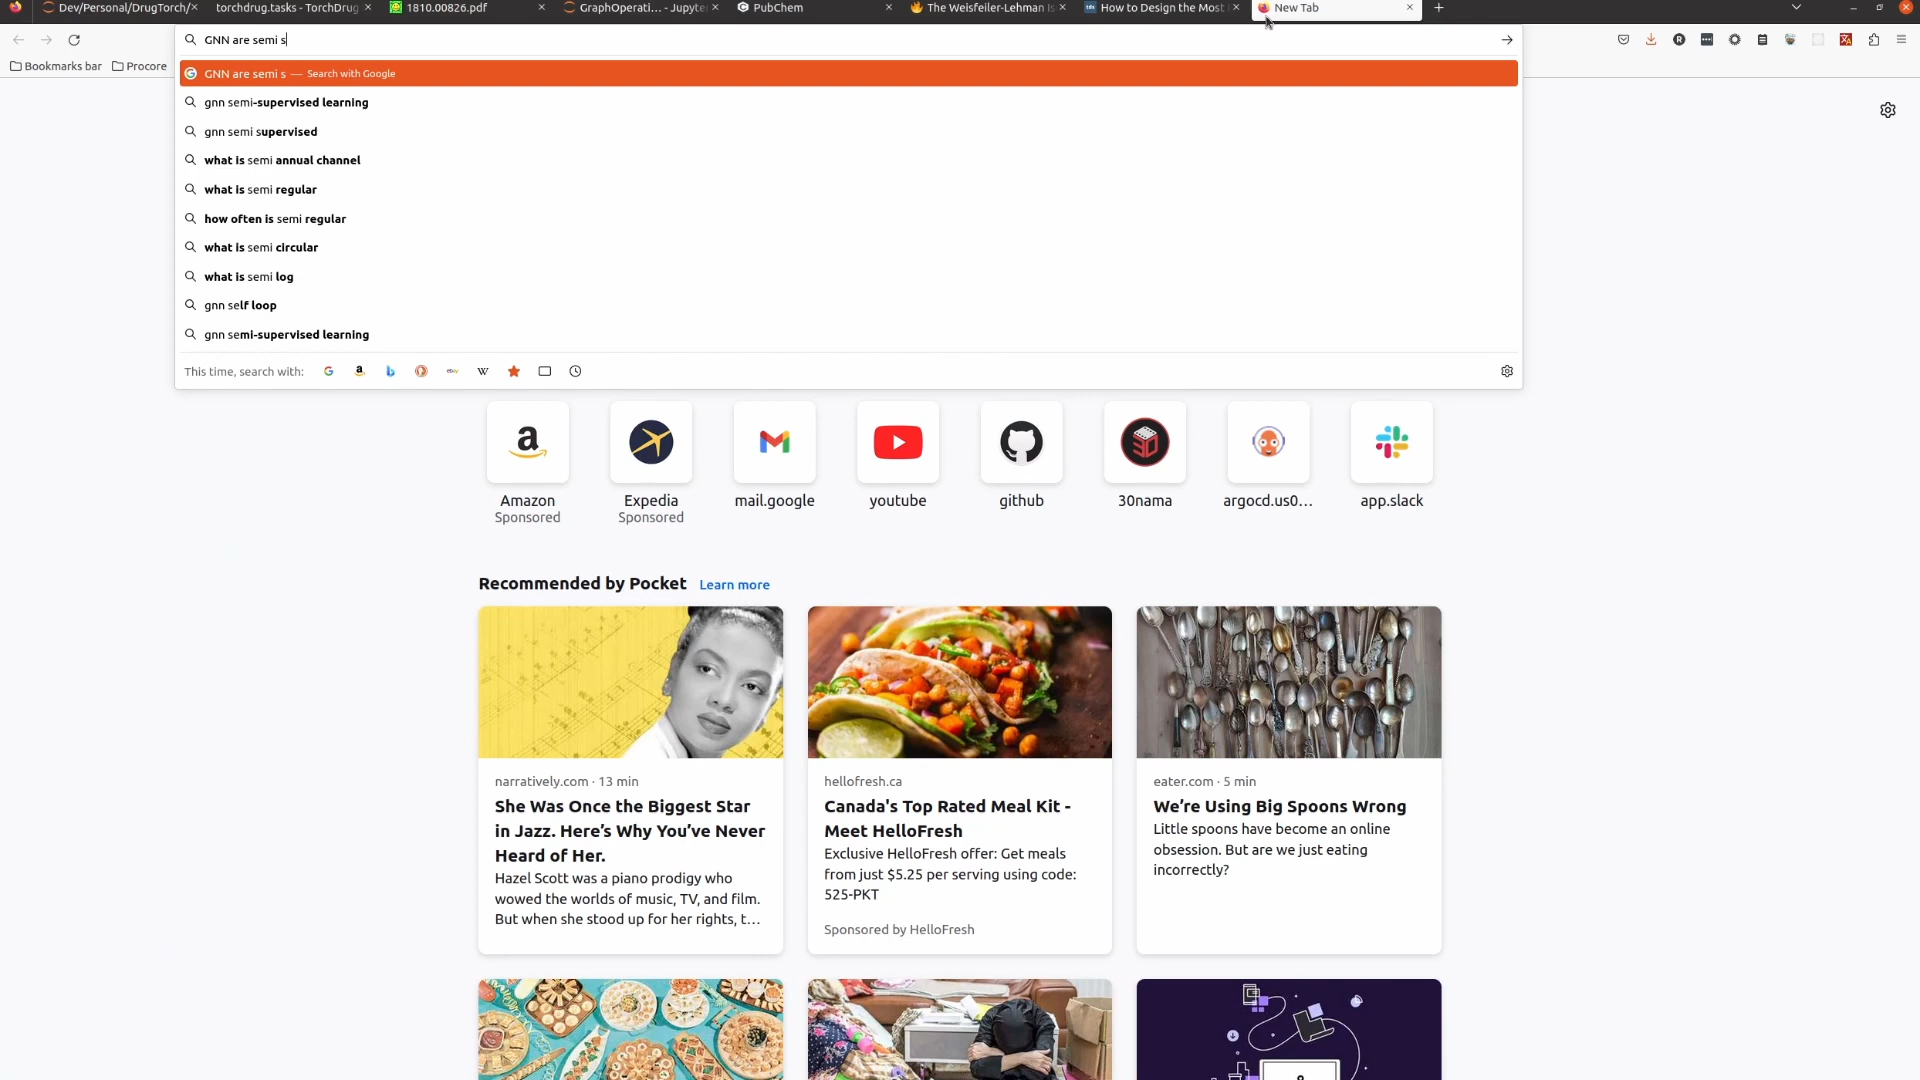 Dev/Personal/DrugTorch/
torchdrug.tasks - TorchDrug
1810.00826.pdf
GraphOperati… - Jupyte
PubChem
The Weisfeiler-Lehman Is
How to Design the Most
New Tab
GNN are semi s
Bookmarks bar
Procore
GNN are semi s — Search with Google
gnn semi-supervised learning
gnn semi supervised
what is semi annual channel
what is semi regular
how often is semi regular
what is semi circular
what is semi log
gnn self loop
gnn semi-supervised learning
This time, search with:
Amazon
Sponsored
Expedia
Sponsored
mail.google
youtube
github
30nama
argocd.us0…
app.slack
Recommended by Pocket Learn more
narratively.com · 13 min
She Was Once the Biggest Star
in Jazz. Here’s Why You’ve Never
Heard of Her.
Hazel Scott was a piano prodigy who
wowed the worlds of music, TV, and film.
But when she stood up for her rights, t…
hellofresh.ca
Canada's Top Rated Meal Kit -
Meet HelloFresh
Exclusive HelloFresh offer: Get meals
from just $5.25 per serving using code:
525-PKT
Sponsored by HelloFresh
eater.com · 5 min
We’re Using Big Spoons Wrong
Little spoons have become an online
obsession. But are we just eating
incorrectly?